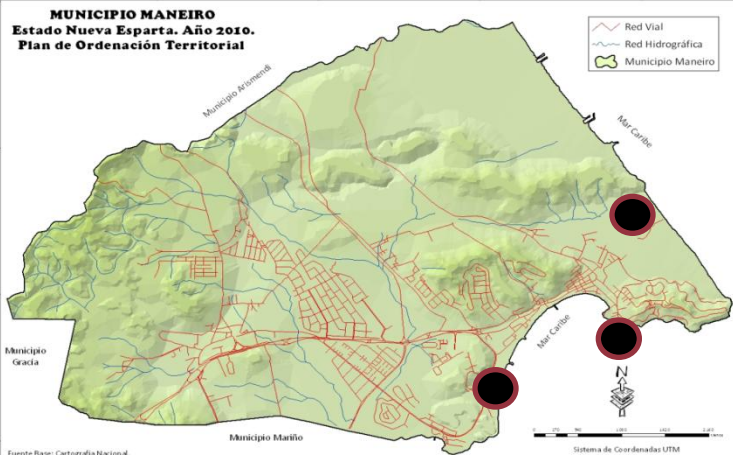 MUNICIPIO MANEIRO
Estado Nueva Esparta. Año 2010.
Plan de Ordenación Territorial
Red Vial
Red Hidrográfica
Municipio Maneiro
Municipio Arismendi
Mar Caribe
Mar Caribe
Municipio
Gracia
N
Municipio Mariño
Sistema de Coordenadas UTM
Fuente Base: Cartografia Nacional